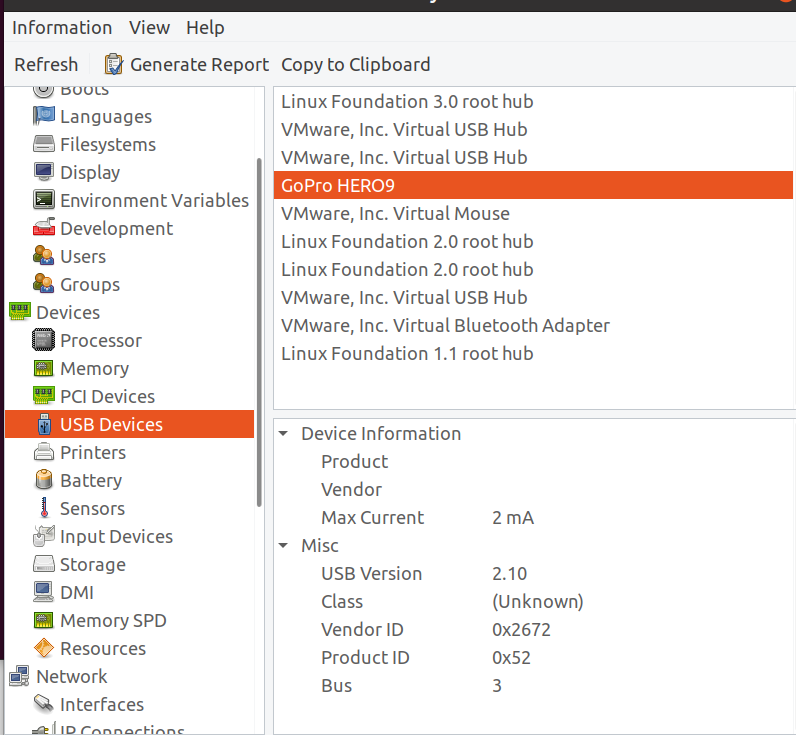 Information View Help
Refresh Generate Report Copy to Clipboard
Boots
Languages
Filesystems
Display
Environment Variables
Development
Users
Groups
Devices
Processor
Memory
PCI Devices
USB Devices
Printers
Battery
Sensors
Input Devices
Storage
DMI
Memory SPD
Resources
Network
Interfaces
IP Connections
Linux Foundation 3.0 root hub
VMware, Inc. Virtual USB Hub
VMware, Inc. Virtual USB Hub
GoPro HERO9
VMware, Inc. Virtual Mouse
Linux Foundation 2.0 root hub
Linux Foundation 2.0 root hub
VMware, Inc. Virtual USB Hub
VMware, Inc. Virtual Bluetooth Adapter
Linux Foundation 1.1 root hub
Device Information
Product
Vendor
Max Current 2 mA
Misc
USB Version 2.10
Class (Unknown)
Vendor ID 0x2672
Product ID 0x52
Bus 3